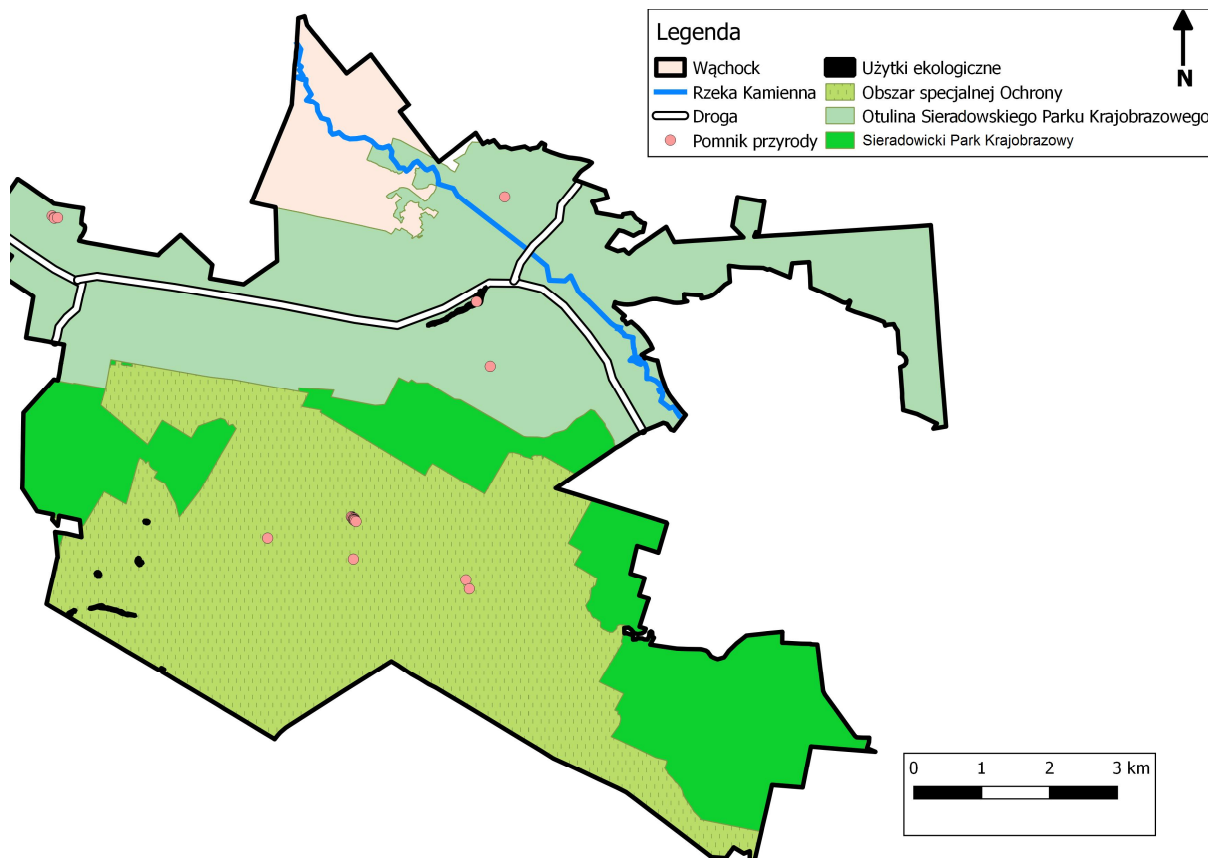 Legenda
Wąchock
Rzeka Kamienna
Droga
Pomnik przyrody
Użytki ekologiczne
Obszar specjalnej Ochrony
Otulina Sieradowskiego Parku Krajobrazowego
Sieradowicki Park Krajobrazowy
N
0 1 2 3 km